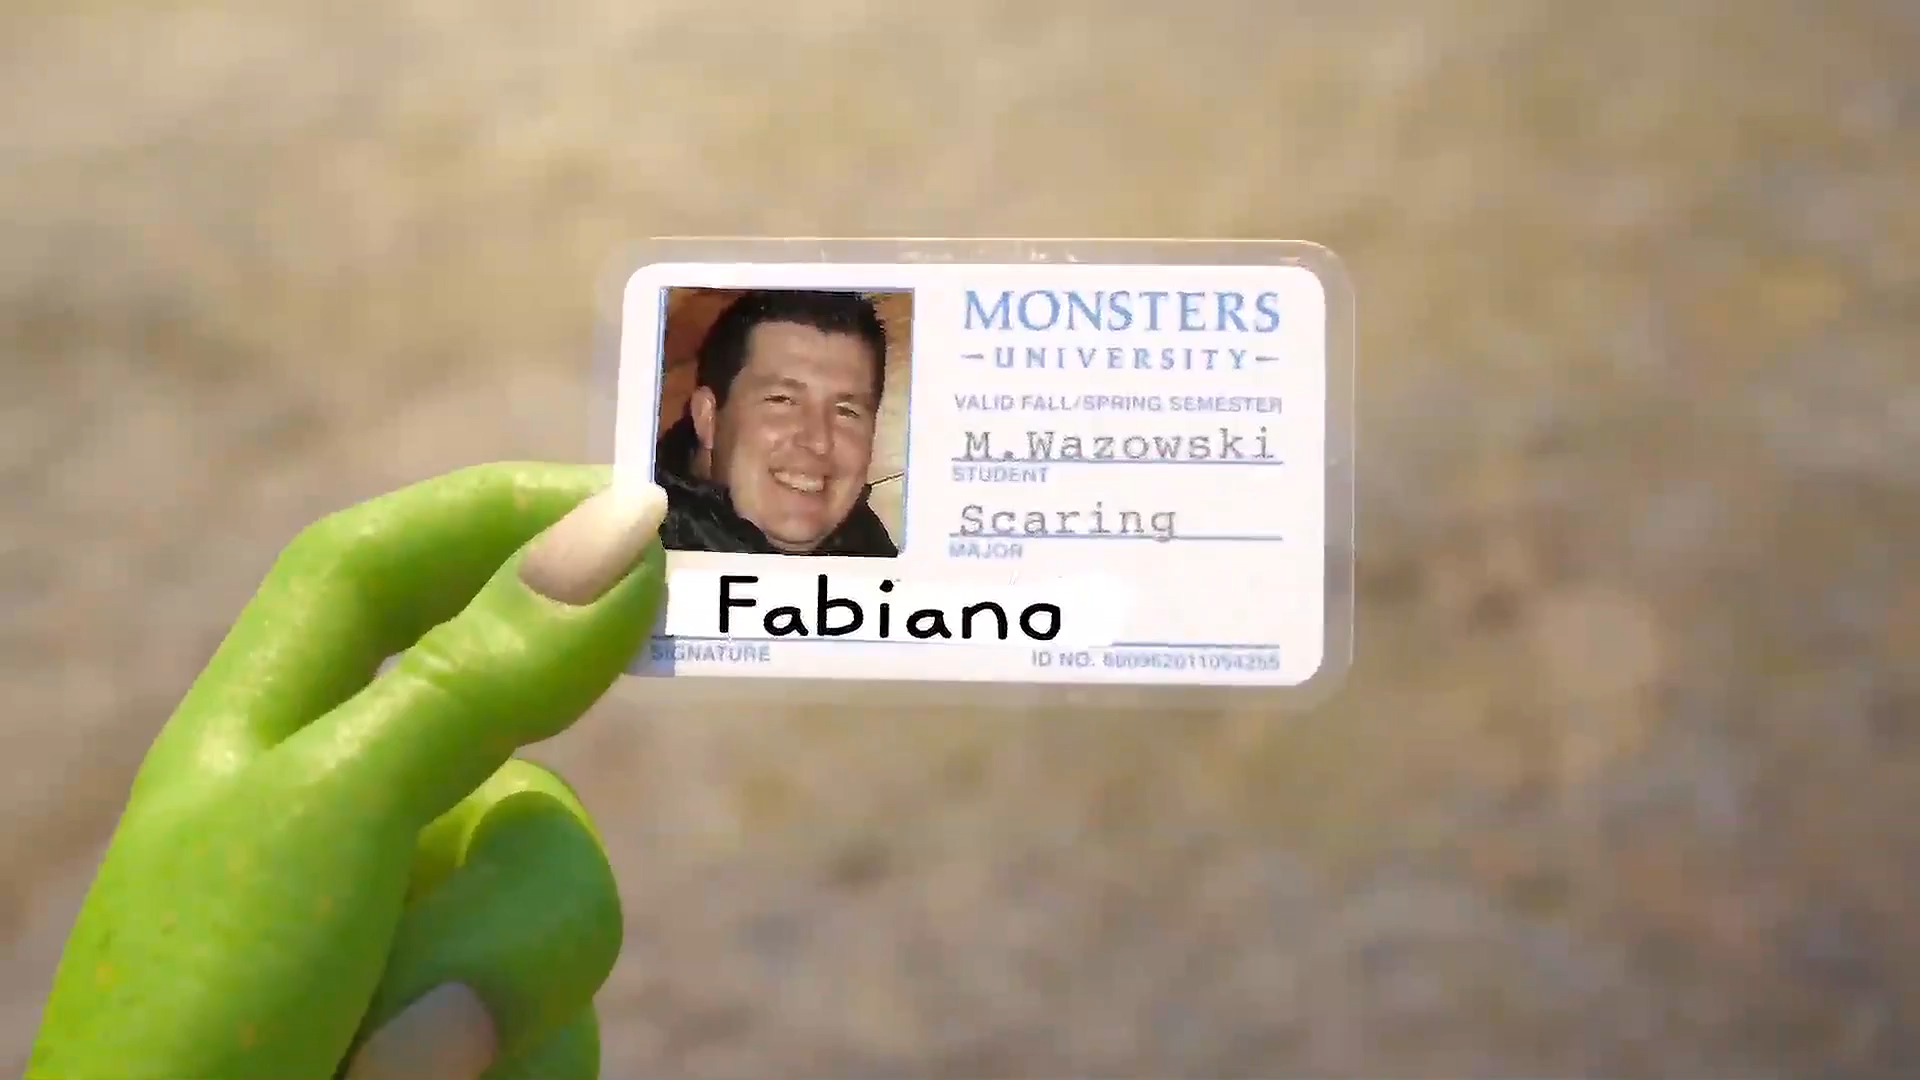 MONSTERS
-UNIVERSITY-
VALID FALL/SPRING SEMESTER
M.Wazowski
STUDENT
Scaring
MAJOR
Fabiano
SIGNATURE
ID NO.